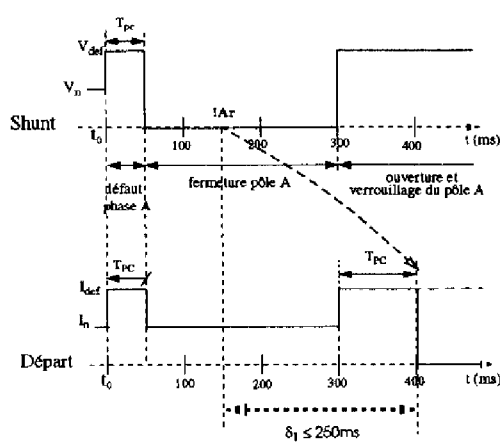 T_PC
V_def
V_n
Shunt
!Ar
t_0
100
200
300
400
t (ms)
défaut
phase A
fermeture pôle A
ouverture et
verrouillage du pôle A
T_PC
T_PC
I_def
I_n
Départ
t_0
100
200
300
400
t (ms)
δ_1 ≤ 250ms